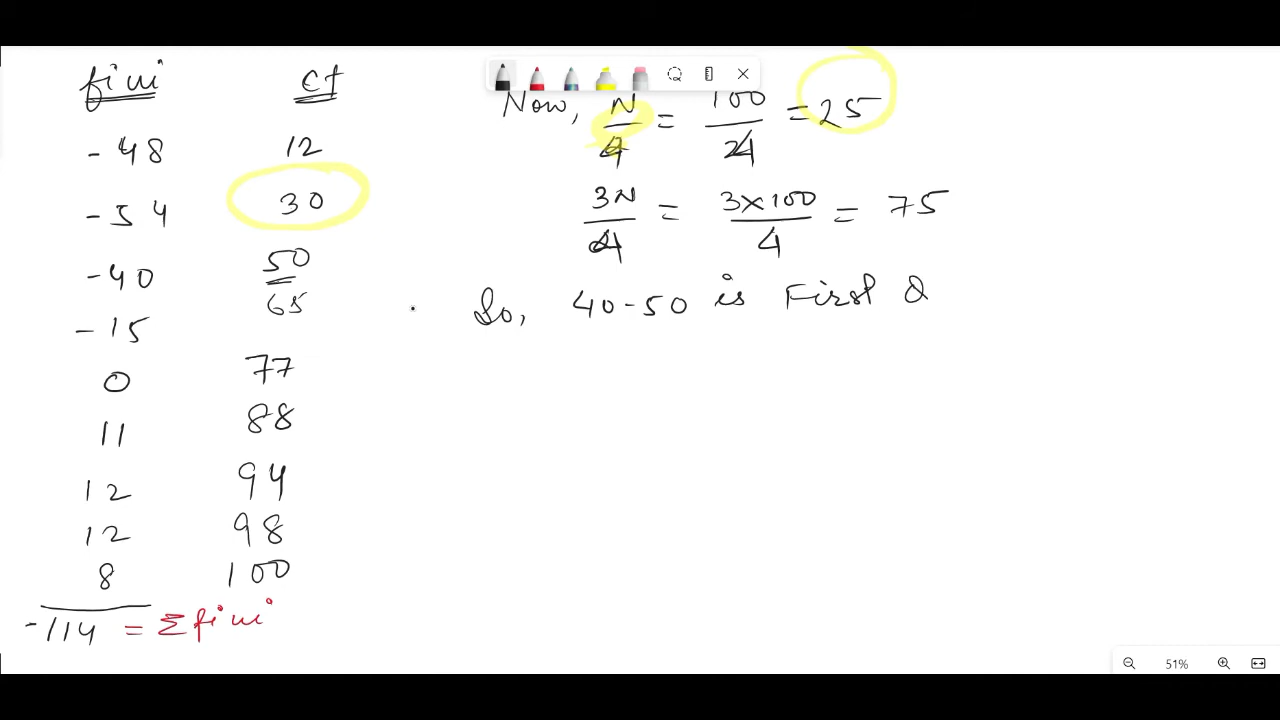 fiui cf
-48 12
-54 30
-40 50
-15 65
0 77
11 88
12 94
12 98
8 100
-114 = Σfiui
Now, N/4 = 100/4 = 25
3N/4 = 3×100/4 = 75
So, 40-50 is First Q
51%